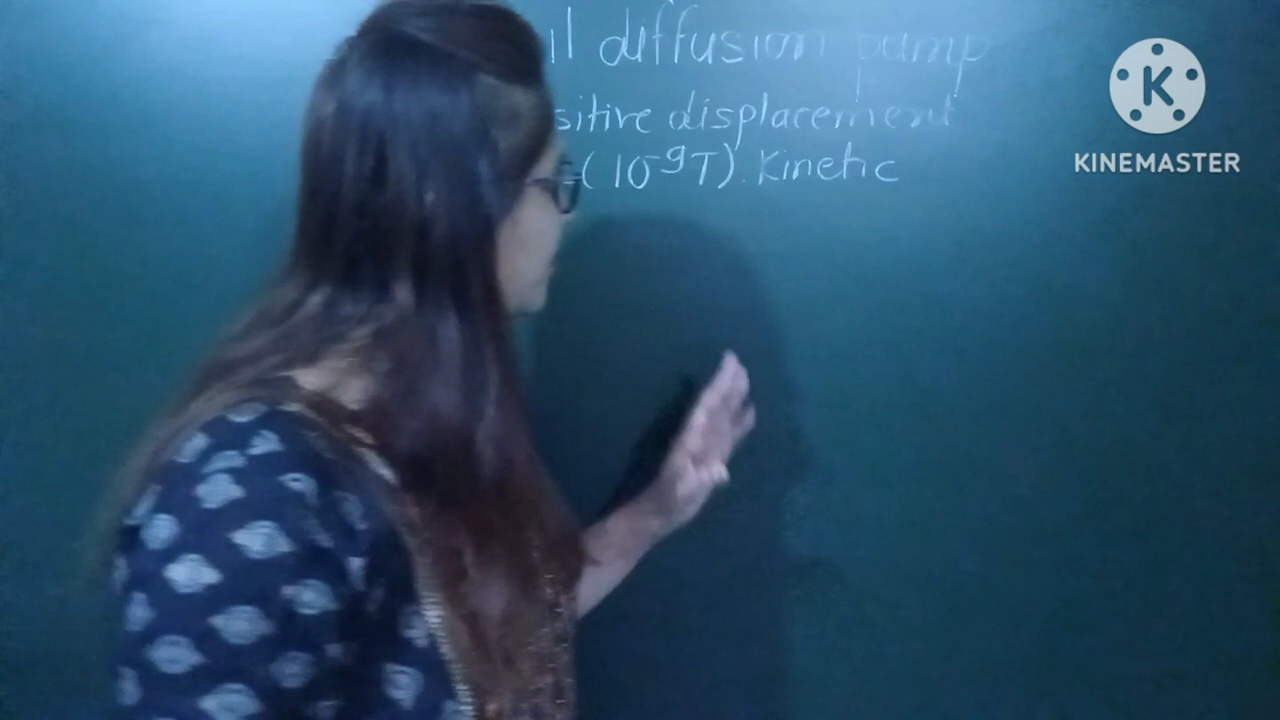 il diffusion pump
sitive displacement
(10⁻⁹T). Kinetic
K
KINEMASTER